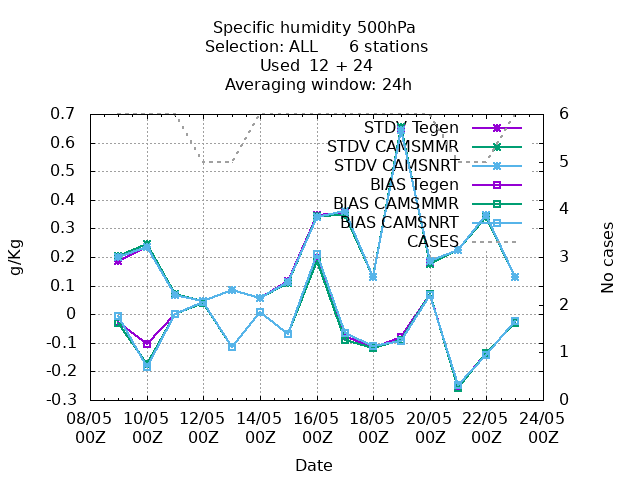 Specific humidity 500hPa
Selection: ALL 6 stations
Used 12 + 24
Averaging window: 24h
0.7
0.6
0.5
0.4
0.3
0.2
0.1
0
-0.1
-0.2
-0.3
g/Kg
STDV Tegen
STDV CAMSMMR
STDV CAMSNRT
BIAS Tegen
BIAS CAMSMMR
BIAS CAMSNRT
CASES
6
5
4
3
2
1
0
No cases
08/05 10/05 12/05 14/05 16/05 18/05 20/05 22/05 24/05
00Z 00Z 00Z 00Z 00Z 00Z 00Z 00Z 00Z
Date